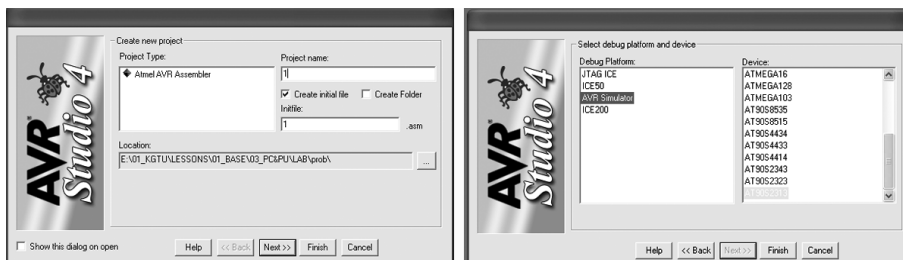 Create new project
Project Type:
Atmel AVR Assembler
Project name:
1
Create initial file
Create Folder
Initfile:
1
.asm
Location:
E:\01_KGTU\LESSONS\01_BASE\03_PC&PU\LAB\prob\
...
AVR®
Studio 4
Show this dialog on open
Help
<< Back
Next >>
Finish
Cancel
Select debug platform and device
Debug Platform:
JTAG ICE
ICE50
AVR Simulator
ICE200
Device:
ATMEGA16
ATMEGA128
ATMEGA103
AT90S8535
AT90S8515
AT90S4434
AT90S4433
AT90S4414
AT90S2343
AT90S2323
AT90S2313
AVR®
Studio 4
Help
<< Back
Next >>
Finish
Cancel